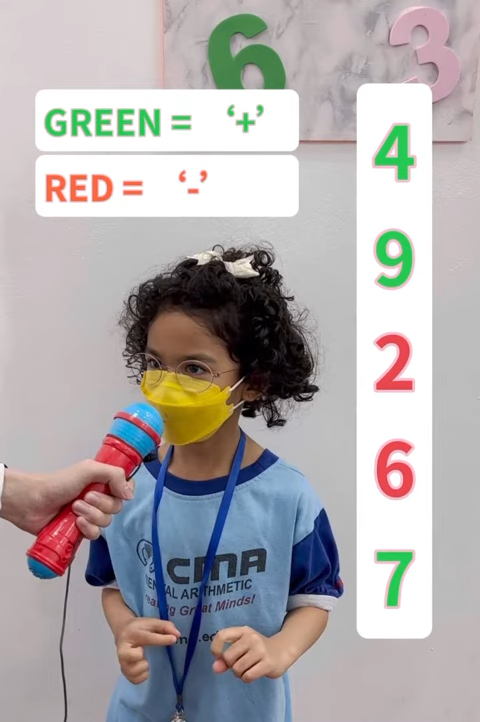 6 3
GREEN = ‘+’
RED = ‘-’
4
9
2
6
7
CMA
MENTAL ARITHMETIC
Great Minds!